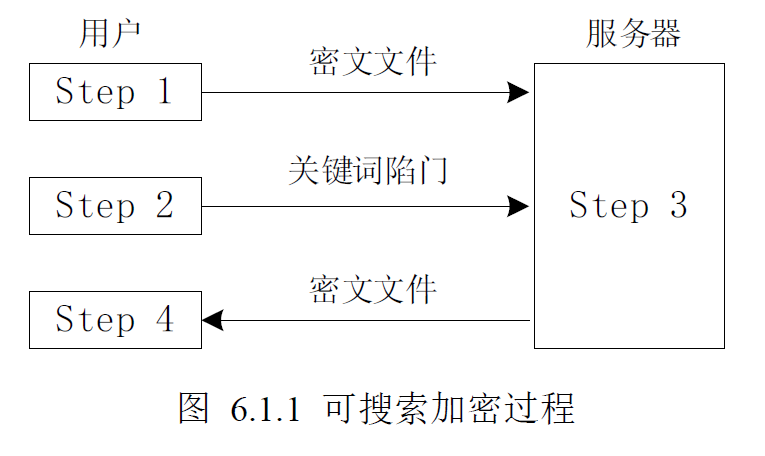 用户 服务器
Step 1 密文文件
关键词陷门
Step 2 Step 3
密文文件
Step 4
图 6.1.1 可搜索加密过程